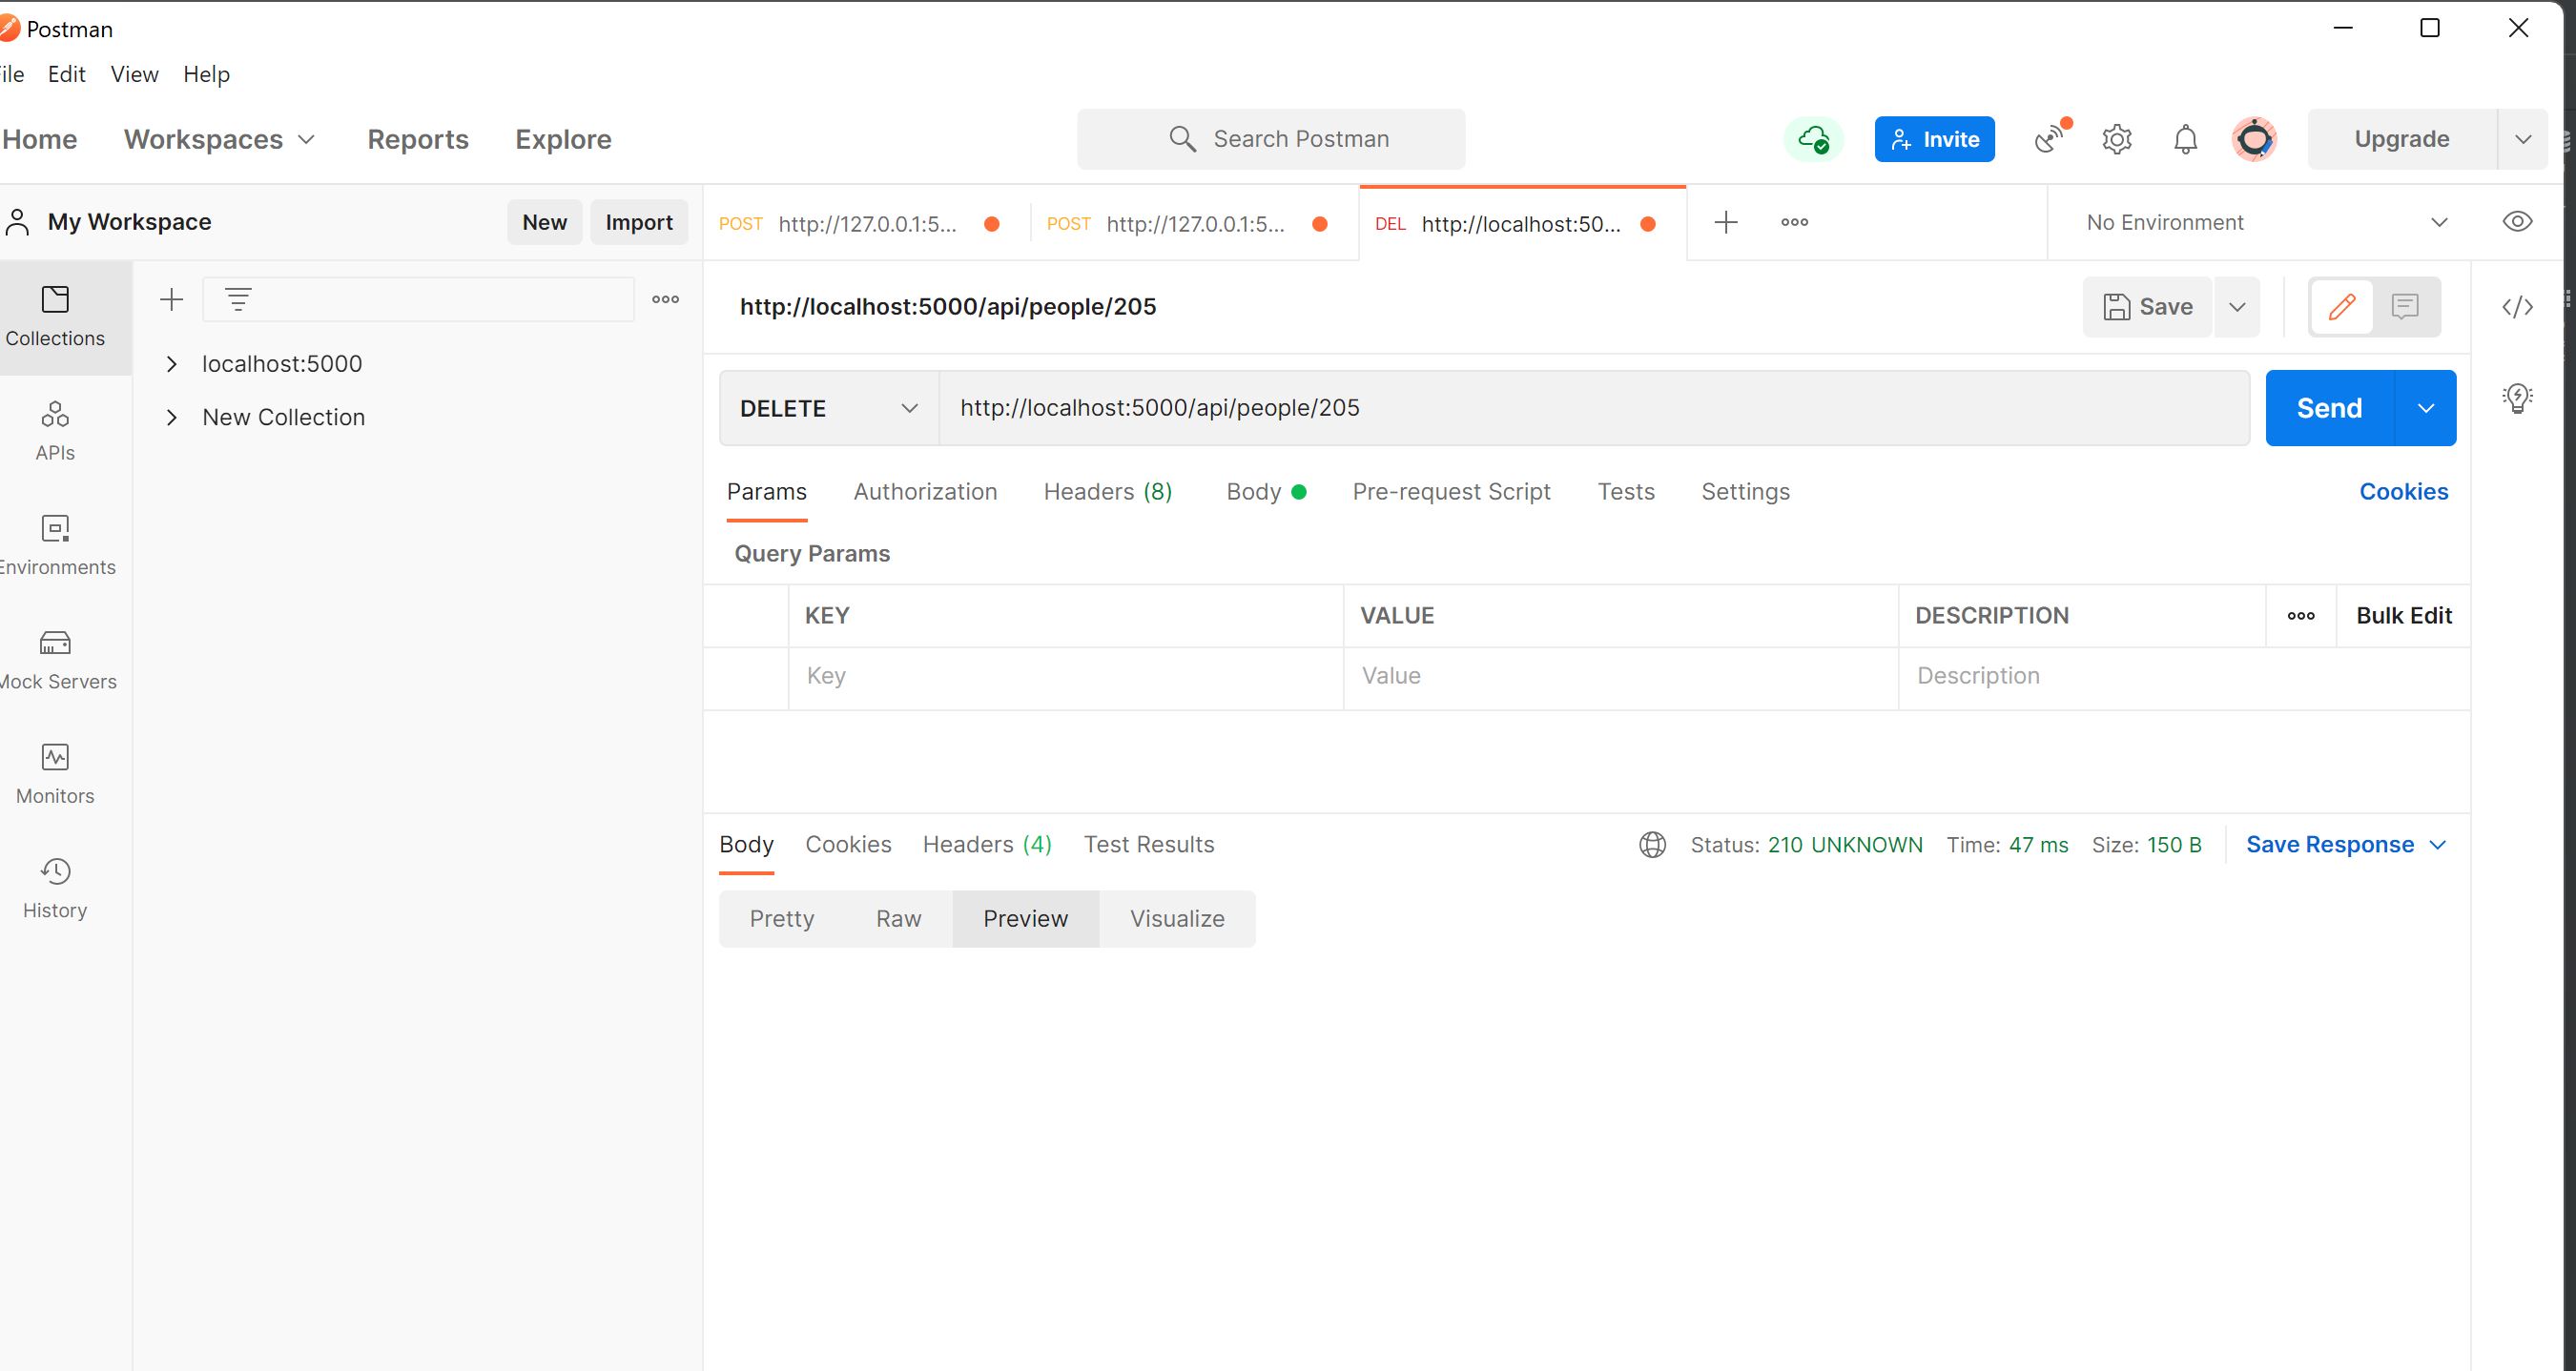 Postman
ile Edit View Help
Home Workspaces Reports Explore Search Postman Invite Upgrade
My Workspace New Import POST http://127.0.0.1:5... POST http://127.0.0.1:5... DEL http://localhost:50... No Environment
Collections
APIs
Environments
Mock Servers
Monitors
History
localhost:5000
New Collection
http://localhost:5000/api/people/205 Save
DELETE http://localhost:5000/api/people/205 Send
Params Authorization Headers (8) Body Pre-request Script Tests Settings Cookies
Query Params
KEY VALUE DESCRIPTION Bulk Edit
Key Value Description
Body Cookies Headers (4) Test Results Status: 210 UNKNOWN Time: 47 ms Size: 150 B Save Response
Pretty Raw Preview Visualize